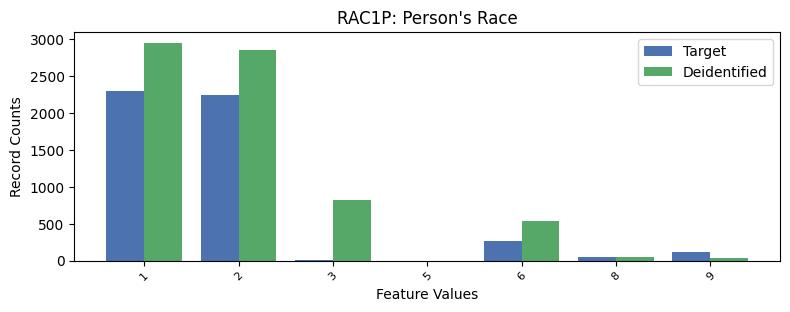 RAC1P: Person's Race
Target
Deidentified
Record Counts
3000
2500
2000
1500
1000
500
0
1 2 3 5 6 8 9
Feature Values